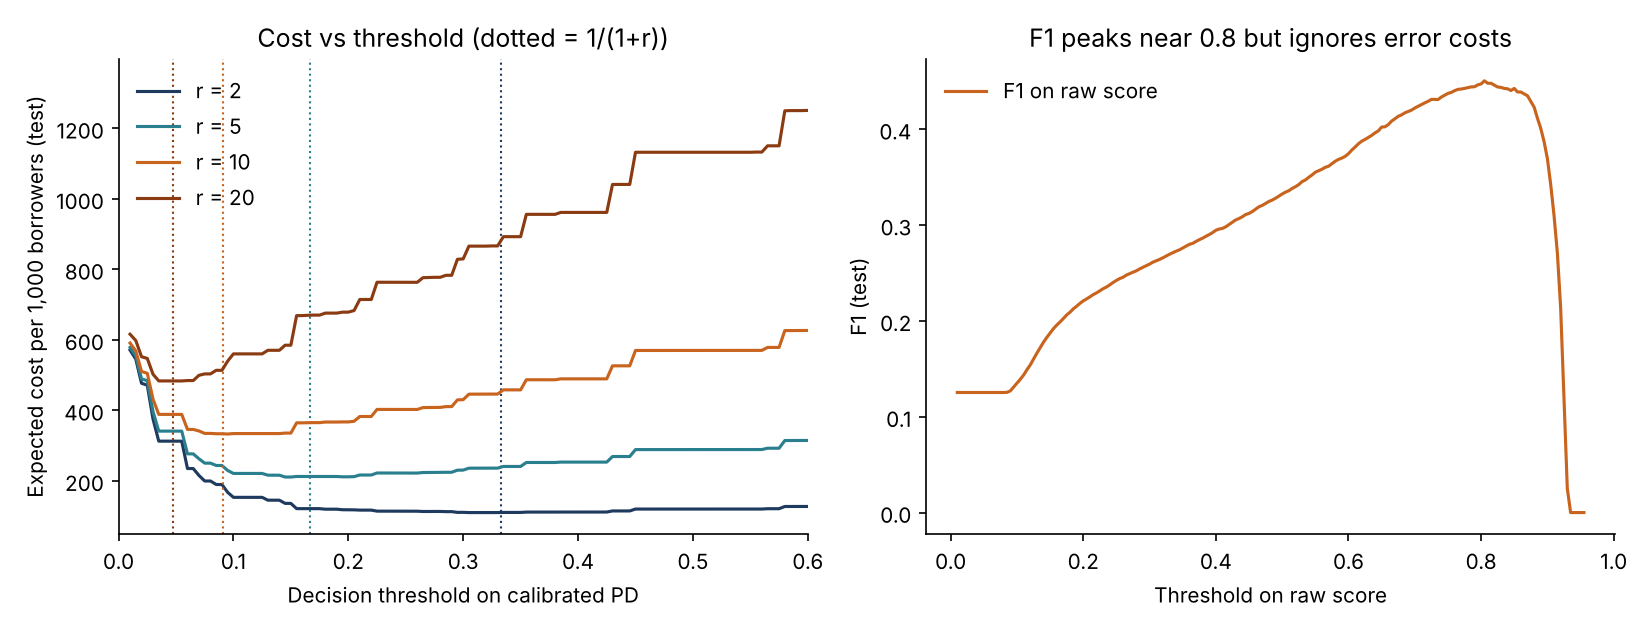 Cost vs threshold (dotted = 1/(1+r))
Expected cost per 1,000 borrowers (test)
1200
1000
800
600
400
200
r = 2
r = 5
r = 10
r = 20
0.0 0.1 0.2 0.3 0.4 0.5 0.6
Decision threshold on calibrated PD
F1 peaks near 0.8 but ignores error costs
F1 (test)
0.4
0.3
0.2
0.1
0.0
F1 on raw score
0.0 0.2 0.4 0.6 0.8 1.0
Threshold on raw score